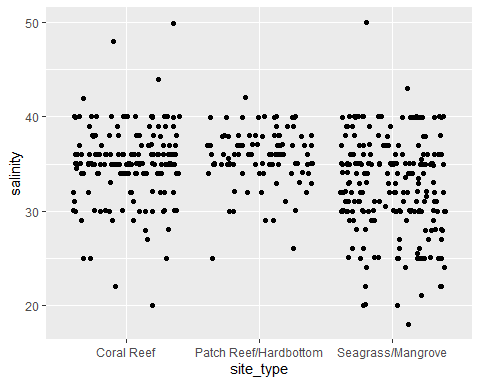 50
40
30
20
salinity
Coral Reef
Patch Reef/Hardbottom
Seagrass/Mangrove
site_type